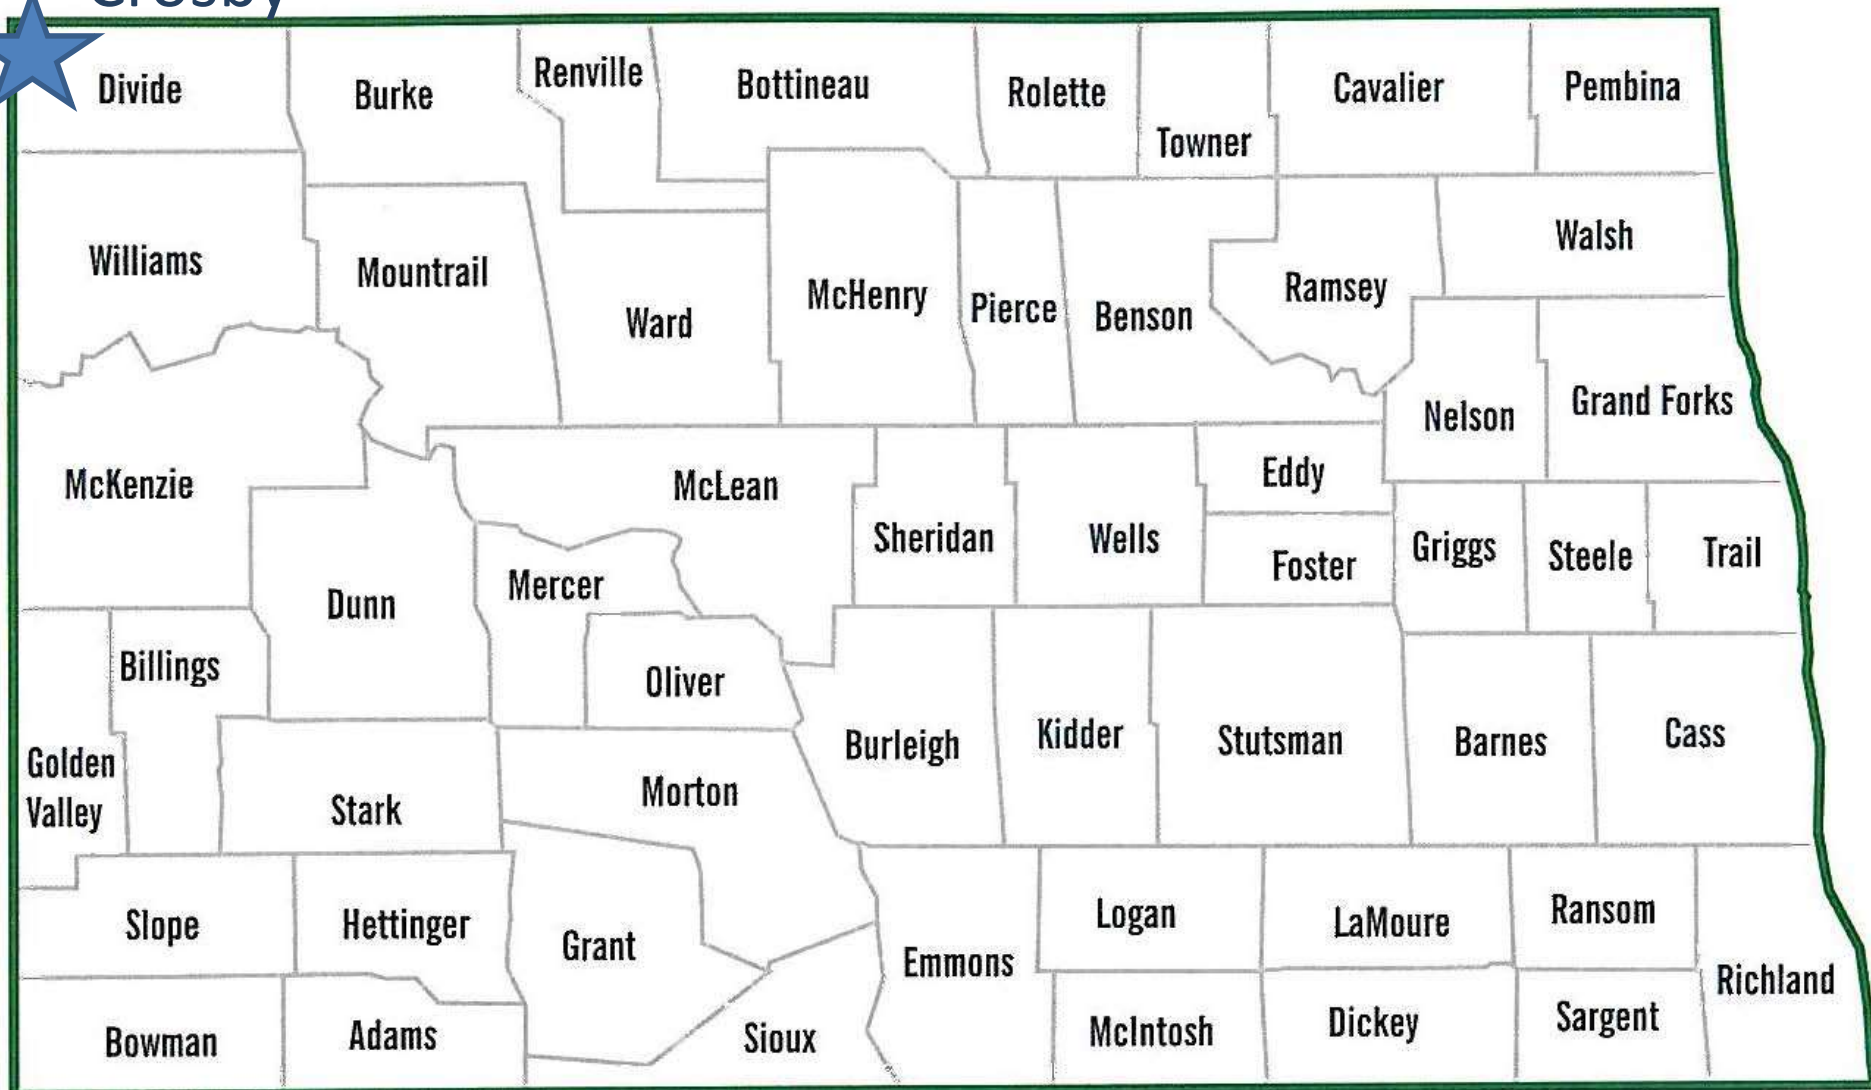 Crosby
Divide
Burke
Renville
Bottineau
Rolette
Towner
Cavalier
Pembina
Williams
Mountrail
Ward
McHenry
Pierce
Benson
Ramsey
Walsh
Nelson
Grand Forks
McKenzie
McLean
Sheridan
Wells
Eddy
Foster
Griggs
Steele
Trail
Dunn
Mercer
Oliver
Billings
Golden
Valley
Stark
Morton
Burleigh
Kidder
Stutsman
Barnes
Cass
Slope
Hettinger
Grant
Emmons
Logan
LaMoure
Ransom
Richland
Bowman
Adams
Sioux
McIntosh
Dickey
Sargent